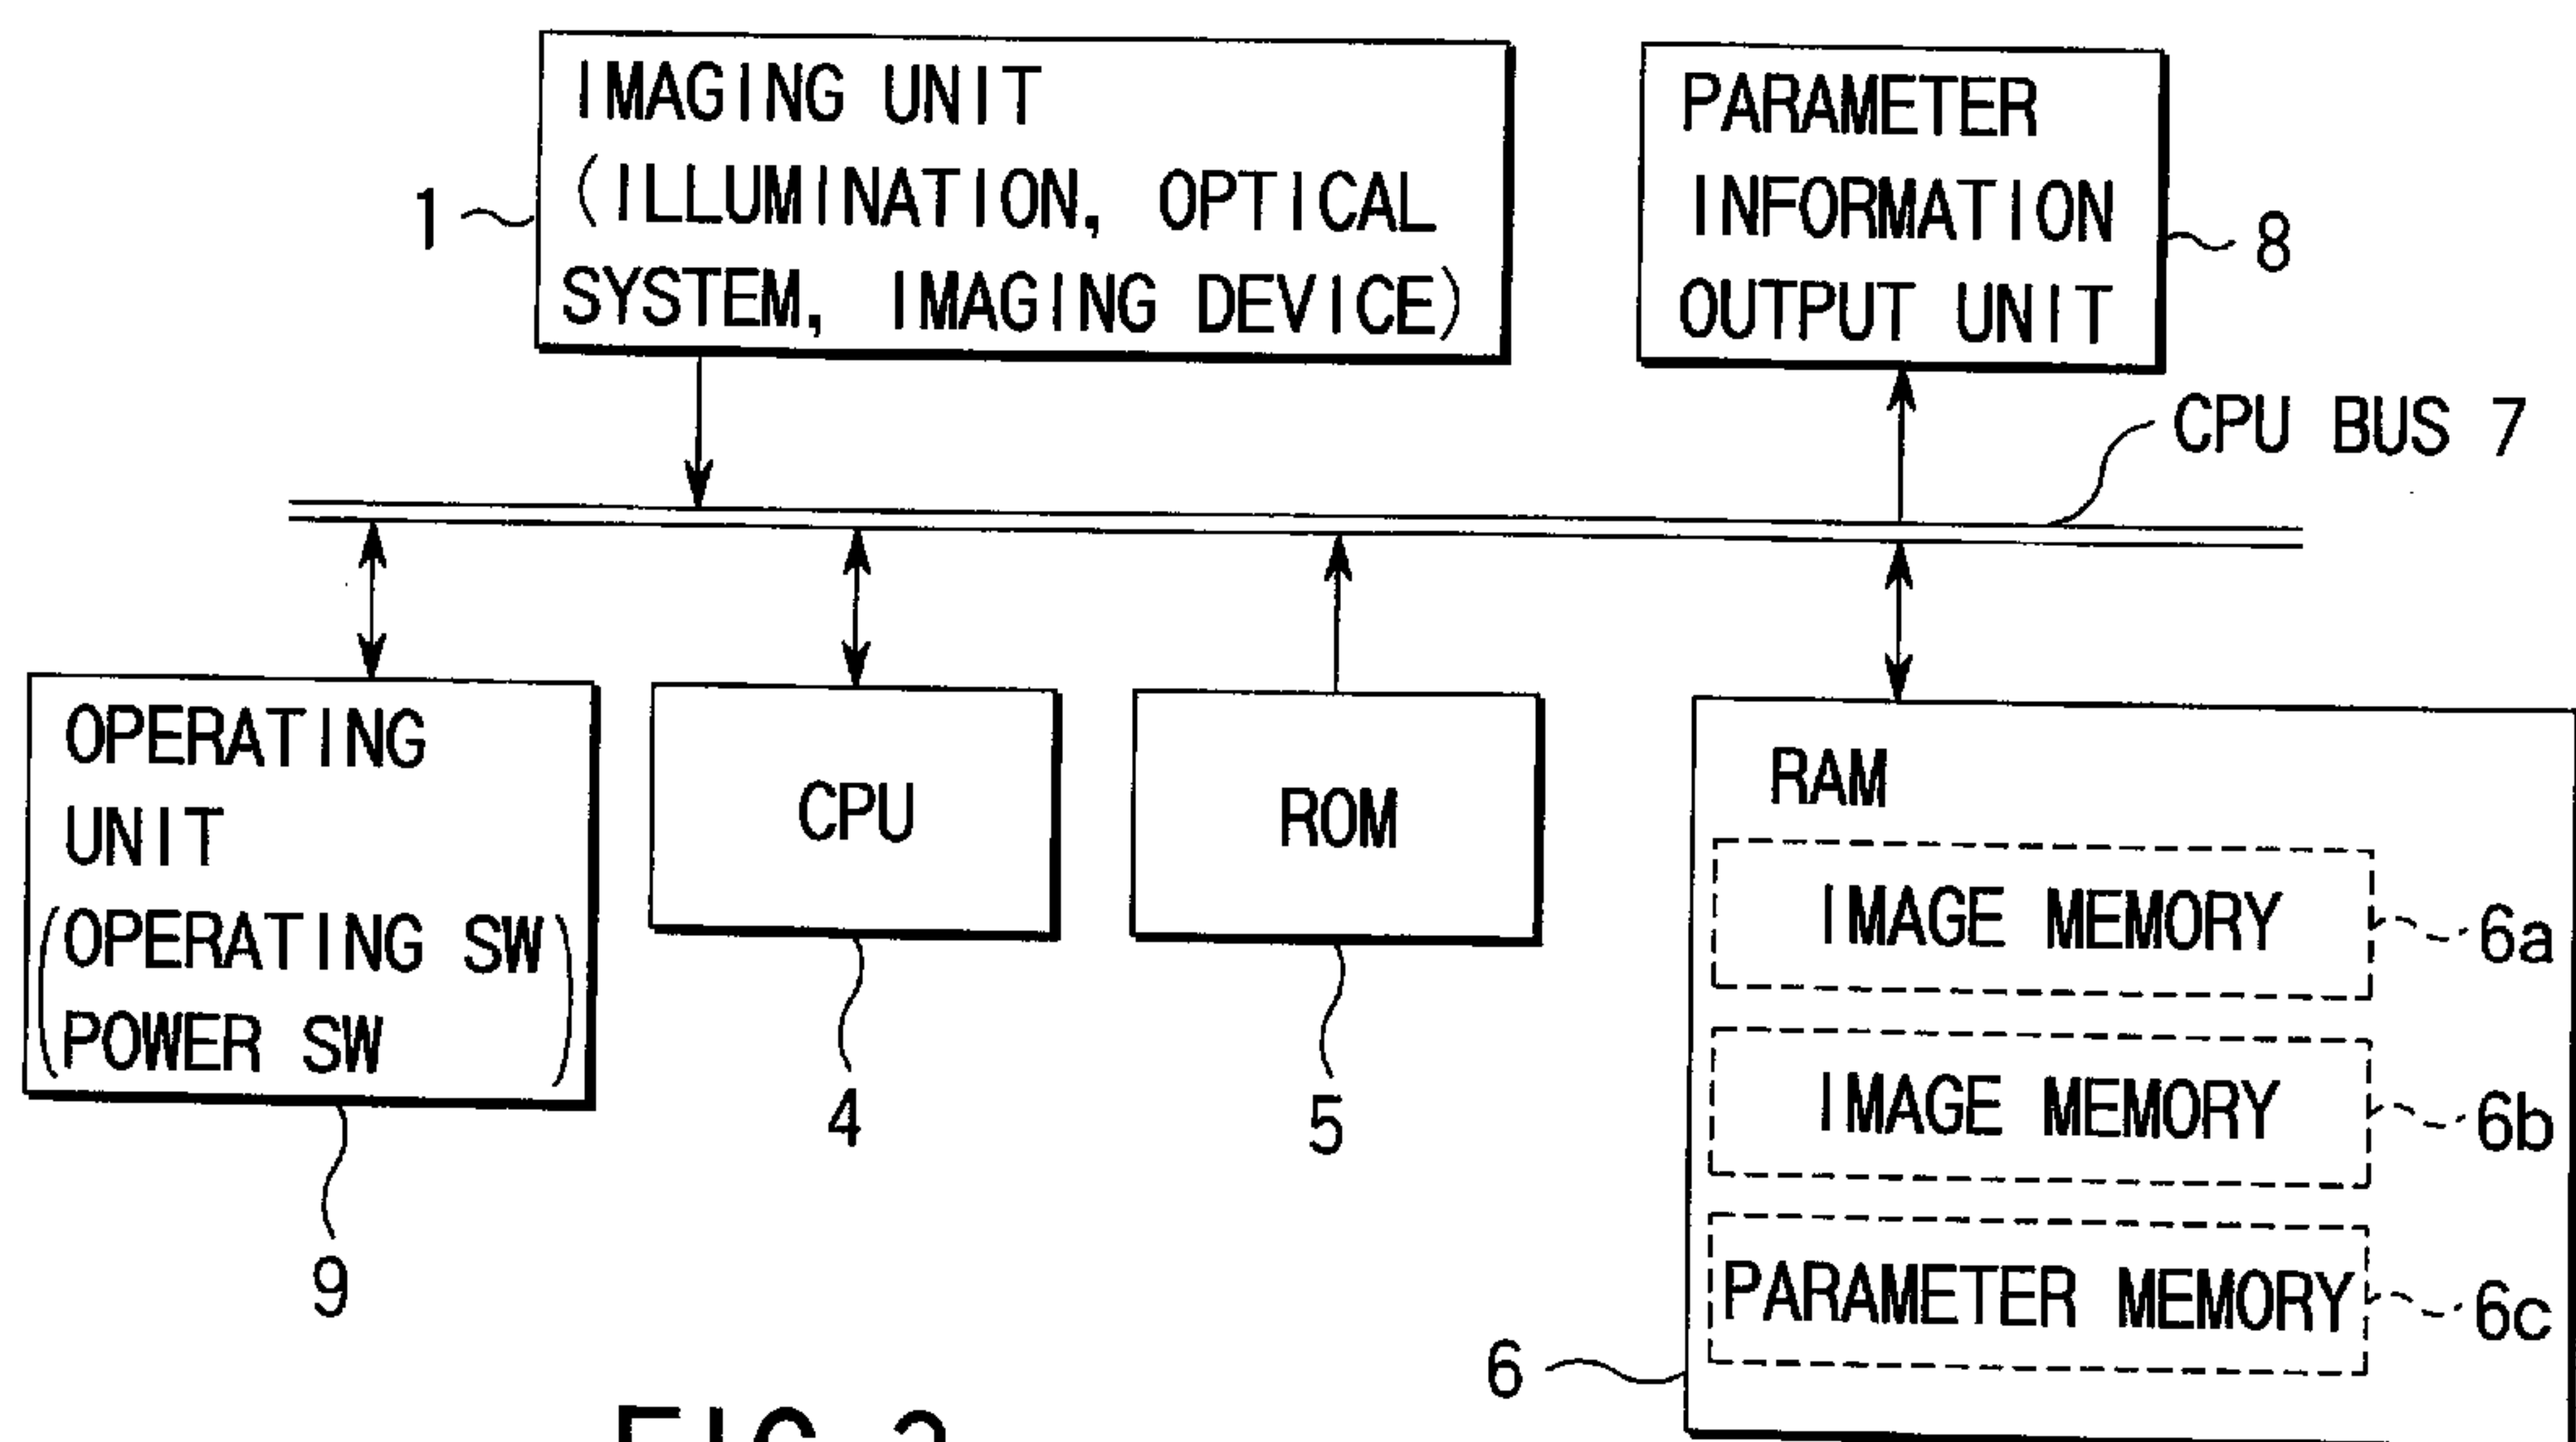 IMAGING UNIT
(ILLUMINATION, OPTICAL
SYSTEM, IMAGING DEVICE)
1
PARAMETER
INFORMATION
OUTPUT UNIT
8
CPU BUS 7
OPERATING
UNIT
(OPERATING SW
POWER SW)
9
CPU
4
ROM
5
RAM
IMAGE MEMORY
6a
IMAGE MEMORY
6b
PARAMETER MEMORY
6c
6